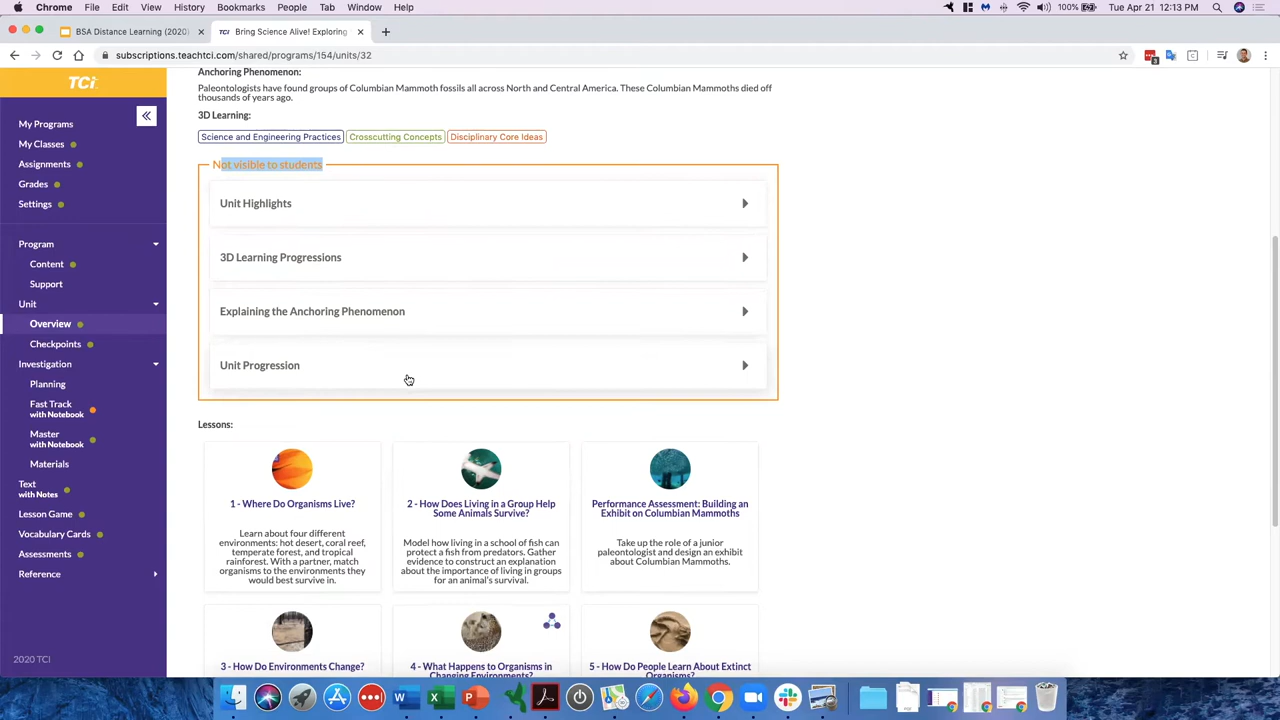 Chrome File Edit View History Bookmarks People Tab Window Help
100% Tue Apr 21 12:13 PM
BSA Distance Learning (2020)
TCi Bring Science Alive! Exploring
subscriptions.teachtci.com/shared/programs/154/units/32
3
TCi
My Programs
My Classes
Assignments
Grades
Settings
Program
Content
Support
Unit
Overview
Checkpoints
Investigation
Planning
Fast Track
with Notebook
Master
with Notebook
Materials
Text
with Notes
Lesson Game
Vocabulary Cards
Assessments
Reference
2020 TCI
Anchoring Phenomenon:
Paleontologists have found groups of Columbian Mammoth fossils all across North and Central America. These Columbian Mammoths died off
thousands of years ago.
3D Learning:
Science and Engineering Practices Crosscutting Concepts Disciplinary Core Ideas
Not visible to students
Unit Highlights
3D Learning Progressions
Explaining the Anchoring Phenomenon
Unit Progression
Lessons:
1 - Where Do Organisms Live?
Learn about four different
environments: hot desert, coral reef,
temperate forest, and tropical
rainforest. With a partner, match
organisms to the environments they
would best survive in.
2 - How Does Living in a Group Help
Some Animals Survive?
Model how living in a school of fish can
protect a fish from predators. Gather
evidence to construct an explanation
about the importance of living in groups
for an animal's survival.
Performance Assessment: Building an
Exhibit on Columbian Mammoths
Take up the role of a junior
paleontologist and design an exhibit
about Columbian Mammoths.
3 - How Do Environments Change?
4 - What Happens to Organisms in
Changing Environments?
5 - How Do People Learn About Extinct
Organisms?